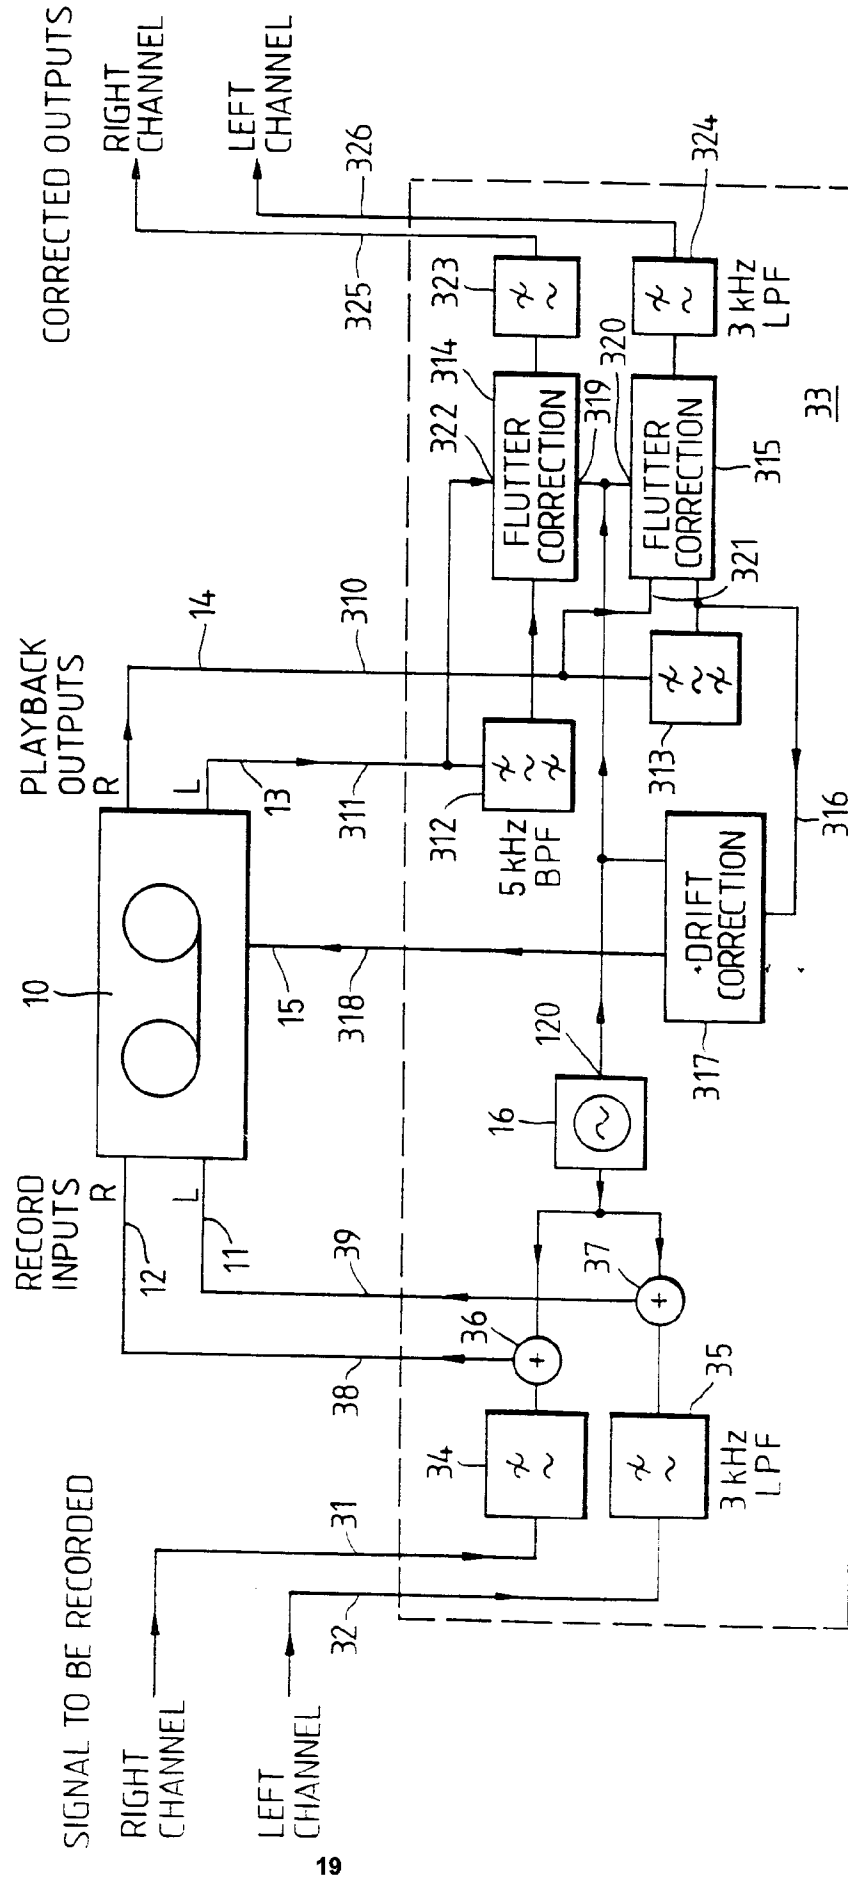 SIGNAL TO BE RECORDED
RIGHT
CHANNEL
LEFT
CHANNEL
31
32
RECORD
INPUTS
R
L
12
11
10
PLAYBACK
OUTPUTS
R
L
14
13
15
CORRECTED OUTPUTS
RIGHT
CHANNEL
LEFT
CHANNEL
325
326
38
39
318
311
310
34
+
36
35
3 kHz
LPF
+
37
16
120
312
5 kHz
BPF
322
314
FLUTTER
CORRECTION
319
323
320
FLUTTER
CORRECTION
315
321
324
3 kHz
LPF
313
317
DRIFT
CORRECTION
316
33
19